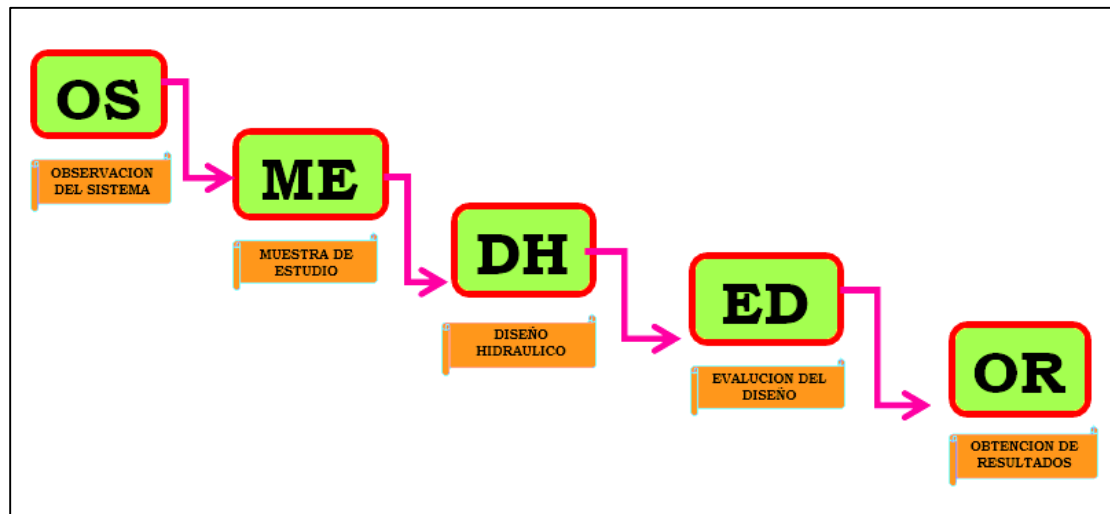 OS
OBSERVACION
DEL SISTEMA
ME
MUESTRA DE
ESTUDIO
DH
DISEÑO
HIDRAULICO
ED
EVALUCION DEL
DISEÑO
OR
OBTENCION DE
RESULTADOS